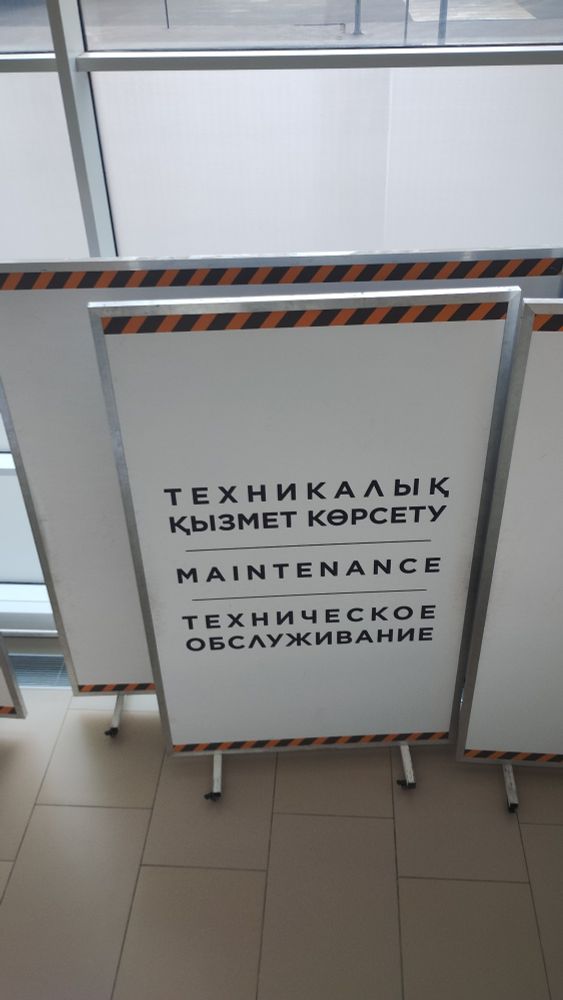 ТЕХНИКАЛЫҚ
ҚЫЗМЕТ КӨРСЕТУ
MAINTENANCE
ТЕХНИЧЕСКОЕ
ОБСЛУЖИВАНИЕ